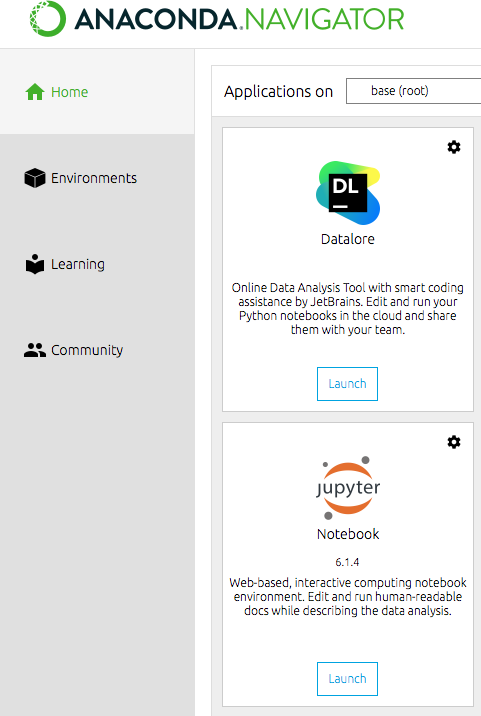 ANACONDA.NAVIGATOR
Home
Applications on
base (root)
Environments
Learning
Community
DL
Datalore
Online Data Analysis Tool with smart coding
assistance by JetBrains. Edit and run your
Python notebooks in the cloud and share
them with your team.
Launch
jupyter
Notebook
6.1.4
Web-based, interactive computing notebook
environment. Edit and run human-readable
docs while describing the data analysis.
Launch